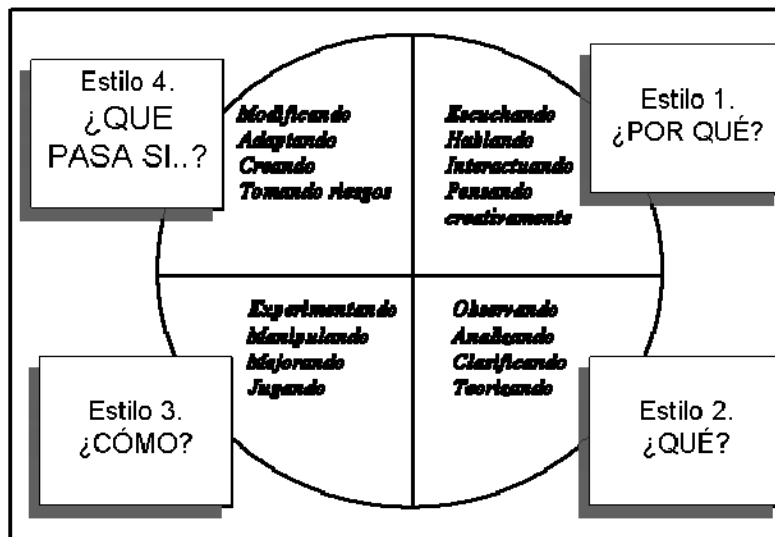 Estilo 4.
¿QUE
PASA SI..?
Modificando
Adaptando
Creando
Tomando riesgos
Escuchando
Hablando
Interactuando
Pensando
creativamente
Estilo 1.
¿POR QUÉ?
Experimentando
Manipulando
Mejorando
Jugando
Observando
Analizando
Clasificando
Teorizando
Estilo 3.
¿CÓMO?
Estilo 2.
¿QUÉ?